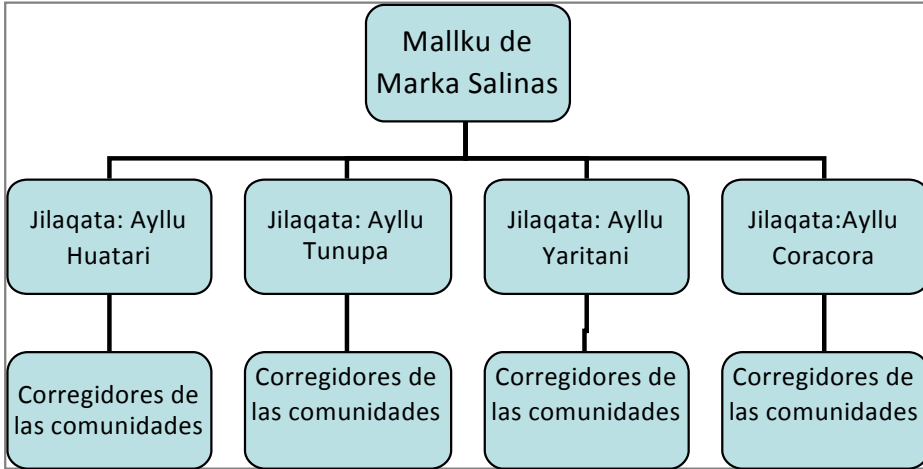 Mallku de
Marka Salinas
Jilaqata: Ayllu
Huatari
Jilaqata: Ayllu
Tunupa
Jilaqata: Ayllu
Yaritani
Jilaqata:Ayllu
Coracora
Corregidores de
las comunidades
Corregidores de
las comunidades
Corregidores de
las comunidades
Corregidores de
las comunidades